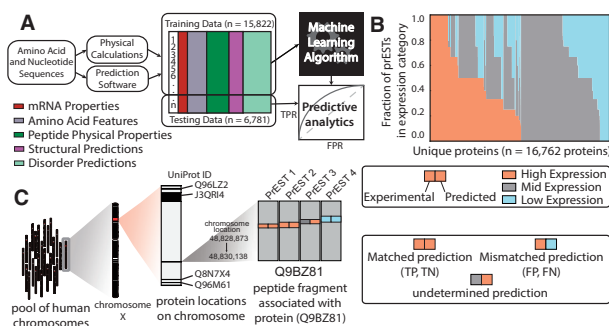 A
Amino Acid
and Nucleotide
Sequences
Physical
Calculations
Prediction
Software
Training Data (n = 15,822)
1
2
3
4
5
6
.
.
n
Testing Data (n = 6,781)
Machine
Learning
Algorithm
Predictive
analytics
TPR
FPR
mRNA Properties
Amino Acid Features
Peptide Physical Properties
Structural Predictions
Disorder Predictions
B
Fraction of prESTs
in expression category
1.0
0.8
0.6
0.4
0.2
0.0
Unique proteins (n = 16,762 proteins)
Experimental
Predicted
High Expression
Mid Expression
Low Expression
Matched prediction
(TP, TN)
Mismatched prediction
(FP, FN)
undetermined prediction
C
pool of human
chromosomes
chromosome
X
UniProt ID
Q96LZ2
J3QRI4
chromosome
location
48,828,873
48,830,138
Q8N7X4
Q96M61
protein locations
on chromosome
PrEST 1
PrEST 2
PrEST 3
PrEST 4
Q9BZ81
peptide fragment
associated with
protein (Q9BZ81)